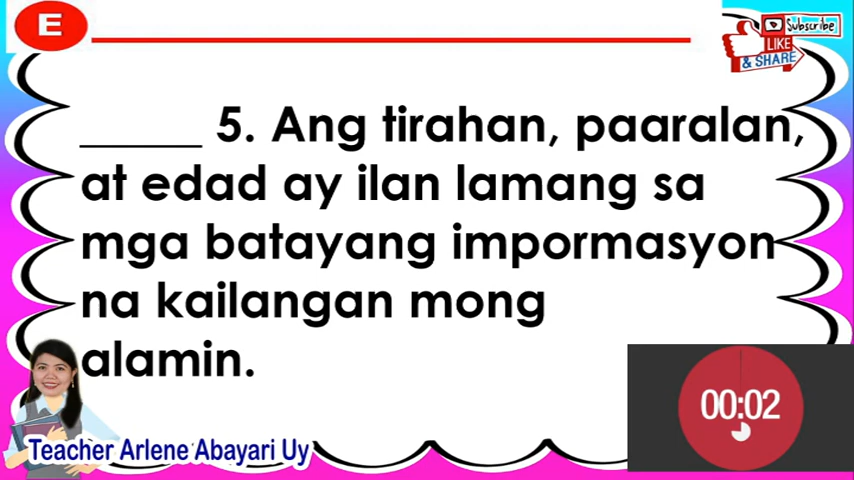 E
Subscribe
LIKE
& SHARE
_____ 5. Ang tirahan, paaralan,
at edad ay ilan lamang sa
mga batayang impormasyon
na kailangan mong
alamin.
00:02
Teacher Arlene Abayari Uy